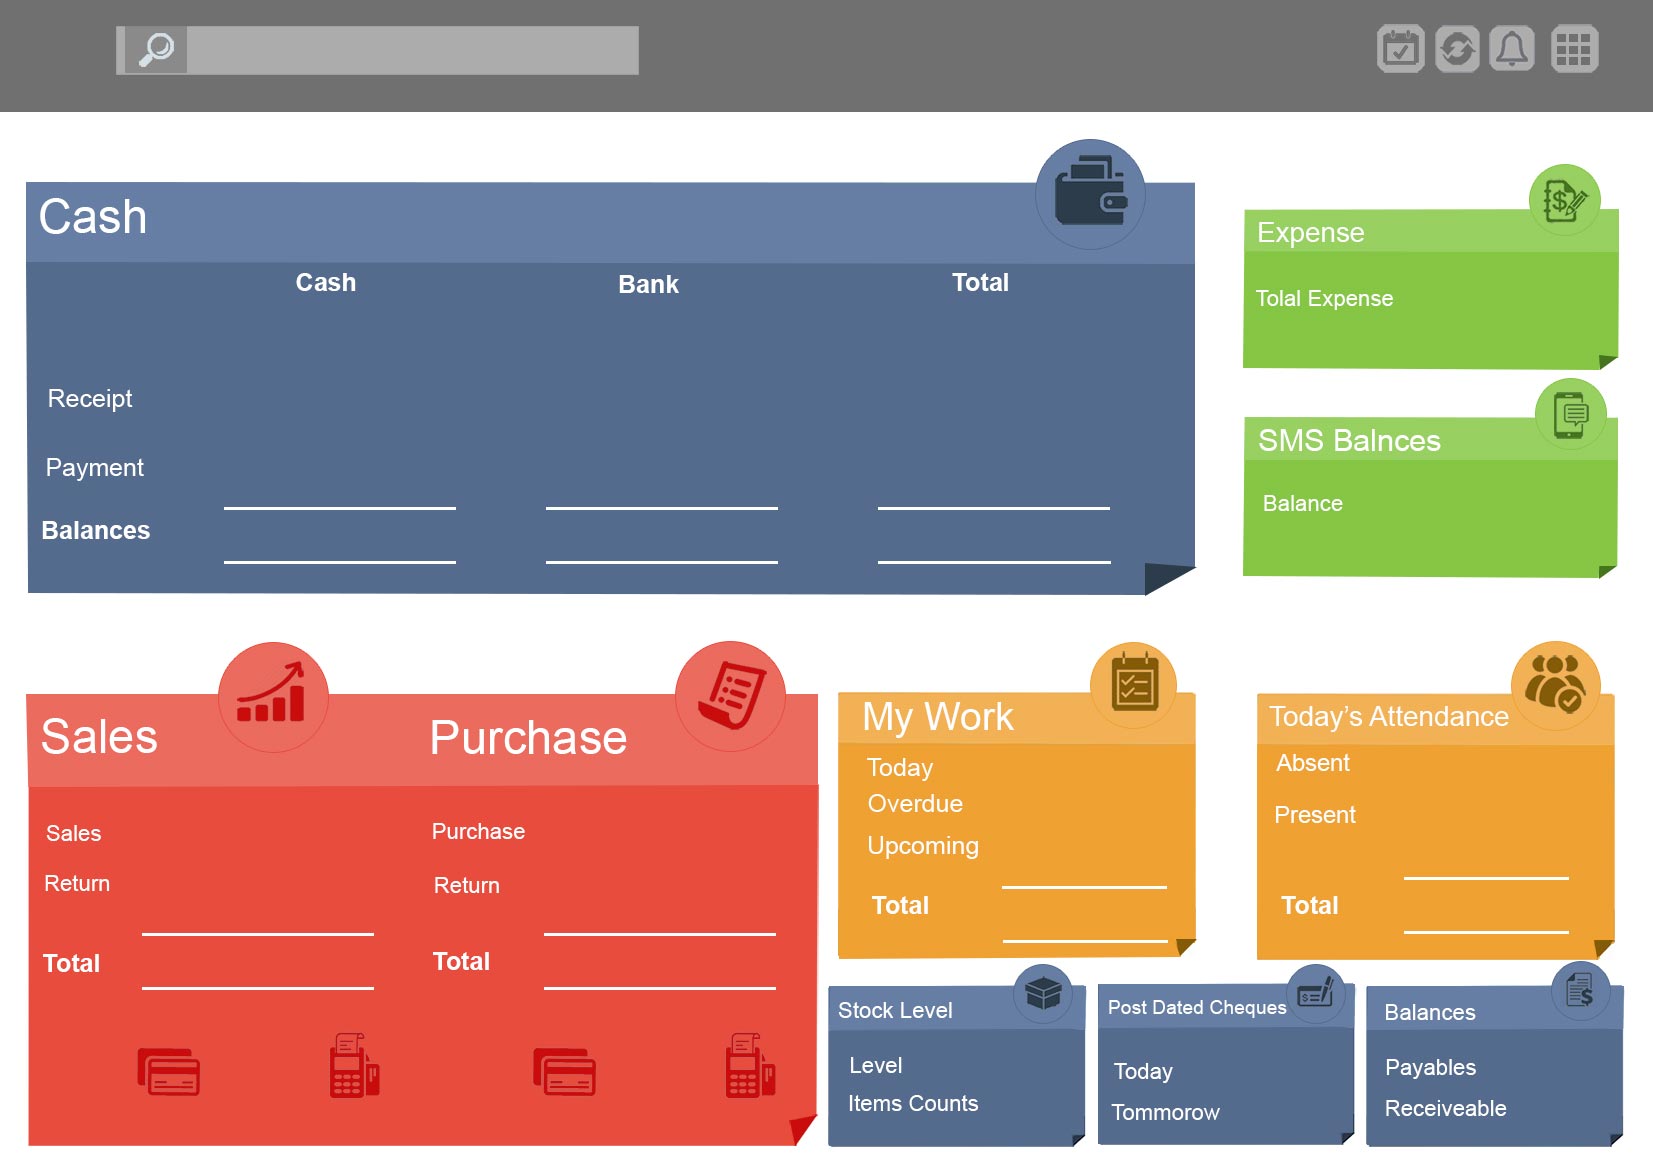 Cash
Cash Bank Total
Receipt
Payment
Balances
Expense
Tolal Expense
SMS Balnces
Balance
Sales
Sales
Return
Total
Purchase
Purchase
Return
Total
My Work
Today
Overdue
Upcoming
Total
Today's Attendance
Absent
Present
Total
Stock Level
Level
Items Counts
Post Dated Cheques
Today
Tommorow
Balances
Payables
Receiveable